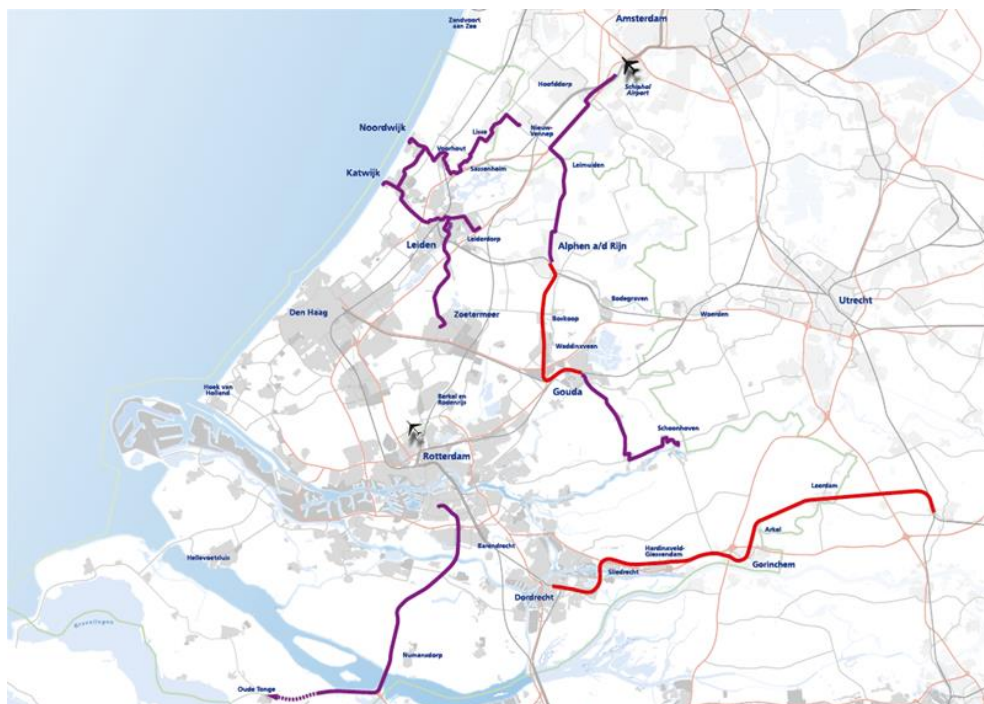 Zandvoort
aan Zee
Amsterdam
Schiphol
Airport
Hoofddorp
Noordwijk
Lisse
Nieuw-
Vennep
Voorhout
Leimuiden
Sassenheim
Katwijk
Leiderdorp
Leiden
Alphen a/d Rijn
Bodegraven
Utrecht
Den Haag
Zoetermeer
Boskoop
Woerden
Waddinxveen
Hoek van
Holland
Gouda
Berkel en
Rodenrijs
Schoonhoven
Rotterdam
Leerdam
Arkel
Barendrecht
Hardinxveld-
Giessendam
Hellevoetsluis
Sliedrecht
Gorinchem
Dordrecht
Grevelingen
Numansdorp
Oude Tonge